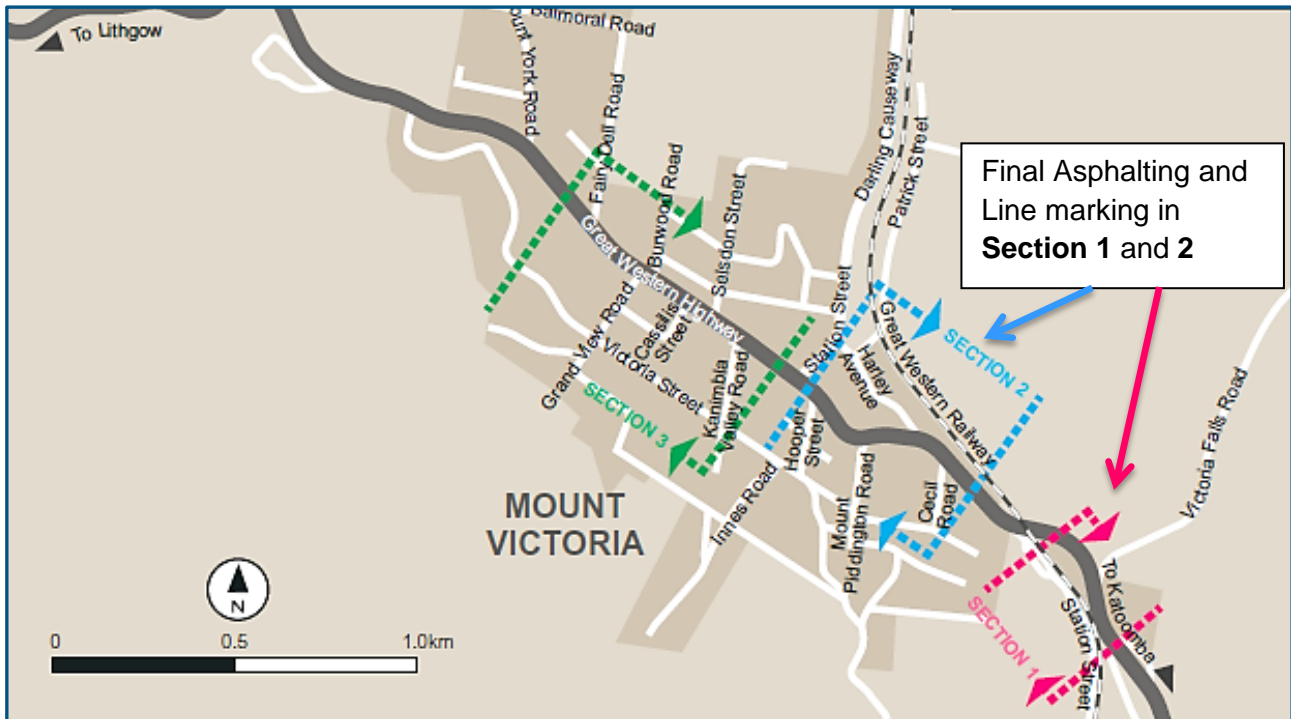 To Lithgow
Balmoral Road
ount York Road
Fairy Dell Road
Burwood Road
Selsdon Street
Darling Causeway
Patrick Street
Final Asphalting and
Line marking in
Section 1 and 2
Great Western Highway
Station Street
Harley
Avenue
Great Western Railway
SECTION 2
Victoria Falls Road
Grand View Road
Cassilis
Street
Victoria Street
Kanimbla
Valley Road
SECTION 3
Hooper
Street
Innes Road
Mount
Piddington Road
Cecil
Road
MOUNT
VICTORIA
To Katoomba
Station Street
SECTION 1
N
0 0.5 1.0km